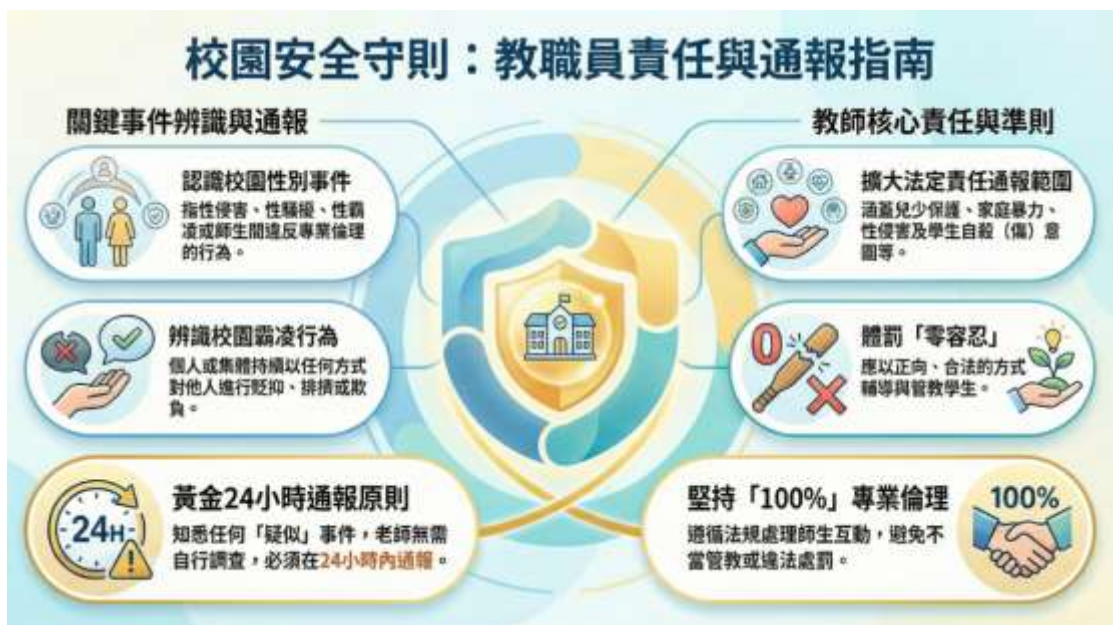 校園安全守則：教職員責任與通報指南
關鍵事件辨識與通報
認識校園性別事件
指性侵害、性騷擾、性霸
凌或師生間違反專業倫理
的行為。
辨識校園霸凌行為
個人或集體持續以任何方式
對他人進行貶抑、排擠或欺
負。
24H
黃金24小時通報原則
知悉任何「疑似」事件，老師無需
自行調查，必須在24小時內通報。
教師核心責任與準則
擴大法定責任通報範圍
涵蓋兒少保護、家庭暴力、
性侵害及學生自殺（傷）意
圖等。
0
體罰「零容忍」
應以正向、合法的方式
輔導與管教學生。
堅持「100%」專業倫理
遵循法規處理師生互動，避免不
當管教或違法處罰。
100%